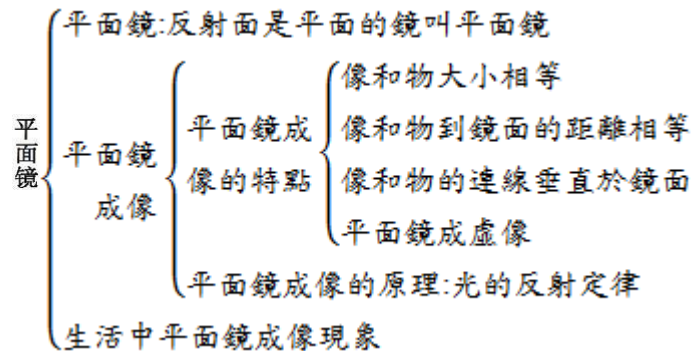 平面镜
平面鏡:反射面是平面的鏡叫平面鏡
平面鏡
成像
平面鏡成
像的特點
像和物大小相等
像和物到鏡面的距離相等
像和物的連線垂直於鏡面
平面鏡成虛像
平面鏡成像的原理:光的反射定律
生活中平面鏡成像現象